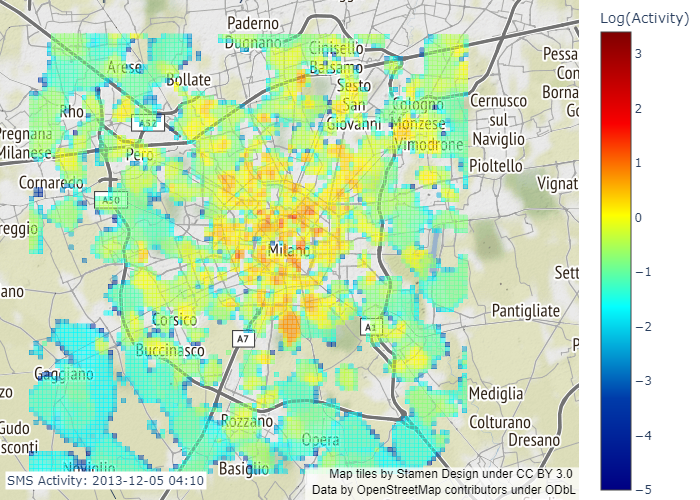 Log(Activity)
3
2
1
0
−1
−2
−3
−4
−5
Paderno
Dugnano
Cinisello
Balsamo
Arese
Bollate
Sesto
San
Giovanni
Rho
A52
Cologno
Monzese
Cernusco
sul
Naviglio
Pessa
Con
Borna
Go
Pregnana
Milanese
Pero
Vimodrone
Pioltello
Cornaredo
A50
Vignat
reggio
Milano
Sett
ano
Pantigliate
Corsico
A7
A1
Buccinasco
P
Gaggiano
zo
Mediglia
Gudo
sconti
Rozzano
Opera
Colturano
Dresano
Noviglio
Basiglio
SMS Activity: 2013-12-05 04:10
Map tiles by Stamen Design under CC BY 3.0
Data by OpenStreetMap contributors under ODbL